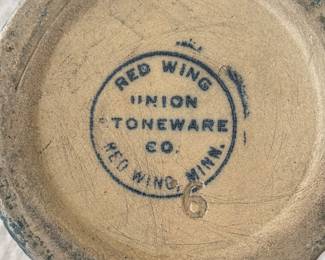 RED WING
UNION
STONEWARE
CO.
RED WING, MINN.
6